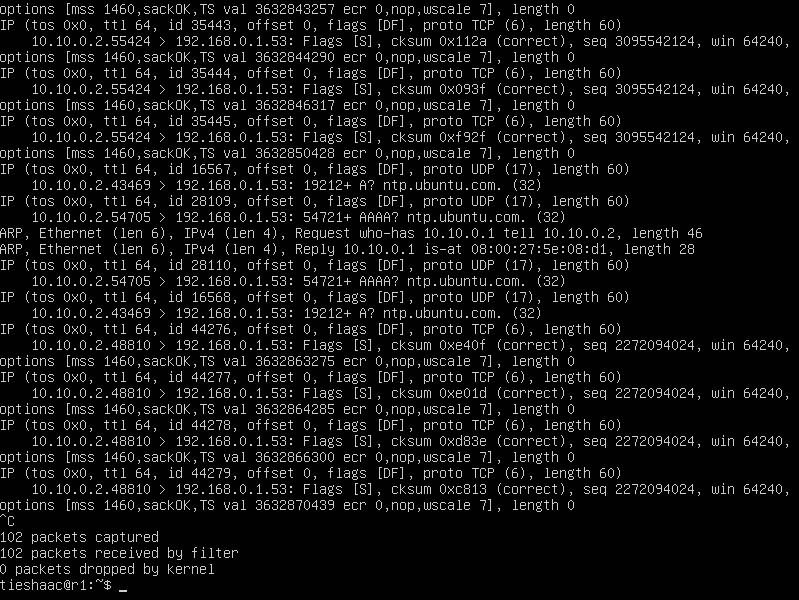 options [mss 1460,sackOK,TS val 3632843257 ecr 0,nop,wscale 7], length 0
IP (tos 0x0, ttl 64, id 35443, offset 0, flags [DF], proto TCP (6), length 60)
    10.10.0.2.55424 > 192.168.0.1.53: Flags [S], cksum 0x112a (correct), seq 3095542124, win 64240,
options [mss 1460,sackOK,TS val 3632844290 ecr 0,nop,wscale 7], length 0
IP (tos 0x0, ttl 64, id 35444, offset 0, flags [DF], proto TCP (6), length 60)
    10.10.0.2.55424 > 192.168.0.1.53: Flags [S], cksum 0x093f (correct), seq 3095542124, win 64240,
options [mss 1460,sackOK,TS val 3632846317 ecr 0,nop,wscale 7], length 0
IP (tos 0x0, ttl 64, id 35445, offset 0, flags [DF], proto TCP (6), length 60)
    10.10.0.2.55424 > 192.168.0.1.53: Flags [S], cksum 0xf92f (correct), seq 3095542124, win 64240,
options [mss 1460,sackOK,TS val 3632850428 ecr 0,nop,wscale 7], length 0
IP (tos 0x0, ttl 64, id 16567, offset 0, flags [DF], proto UDP (17), length 60)
    10.10.0.2.43469 > 192.168.0.1.53: 19212+ A? ntp.ubuntu.com. (32)
IP (tos 0x0, ttl 64, id 28109, offset 0, flags [DF], proto UDP (17), length 60)
    10.10.0.2.54705 > 192.168.0.1.53: 54721+ AAAA? ntp.ubuntu.com. (32)
ARP, Ethernet (len 6), IPv4 (len 4), Request who-has 10.10.0.1 tell 10.10.0.2, length 46
ARP, Ethernet (len 6), IPv4 (len 4), Reply 10.10.0.1 is-at 08:00:27:5e:08:d1, length 28
IP (tos 0x0, ttl 64, id 28110, offset 0, flags [DF], proto UDP (17), length 60)
    10.10.0.2.54705 > 192.168.0.1.53: 54721+ AAAA? ntp.ubuntu.com. (32)
IP (tos 0x0, ttl 64, id 16568, offset 0, flags [DF], proto UDP (17), length 60)
    10.10.0.2.43469 > 192.168.0.1.53: 19212+ A? ntp.ubuntu.com. (32)
IP (tos 0x0, ttl 64, id 44276, offset 0, flags [DF], proto TCP (6), length 60)
    10.10.0.2.48810 > 192.168.0.1.53: Flags [S], cksum 0xe40f (correct), seq 2272094024, win 64240,
options [mss 1460,sackOK,TS val 3632863275 ecr 0,nop,wscale 7], length 0
IP (tos 0x0, ttl 64, id 44277, offset 0, flags [DF], proto TCP (6), length 60)
    10.10.0.2.48810 > 192.168.0.1.53: Flags [S], cksum 0xe01d (correct), seq 2272094024, win 64240,
options [mss 1460,sackOK,TS val 3632864285 ecr 0,nop,wscale 7], length 0
IP (tos 0x0, ttl 64, id 44278, offset 0, flags [DF], proto TCP (6), length 60)
    10.10.0.2.48810 > 192.168.0.1.53: Flags [S], cksum 0xd83e (correct), seq 2272094024, win 64240,
options [mss 1460,sackOK,TS val 3632866300 ecr 0,nop,wscale 7], length 0
IP (tos 0x0, ttl 64, id 44279, offset 0, flags [DF], proto TCP (6), length 60)
    10.10.0.2.48810 > 192.168.0.1.53: Flags [S], cksum 0xc813 (correct), seq 2272094024, win 64240,
options [mss 1460,sackOK,TS val 3632870439 ecr 0,nop,wscale 7], length 0
^C
102 packets captured
102 packets received by filter
0 packets dropped by kernel
tieshaac@r1:~$ _